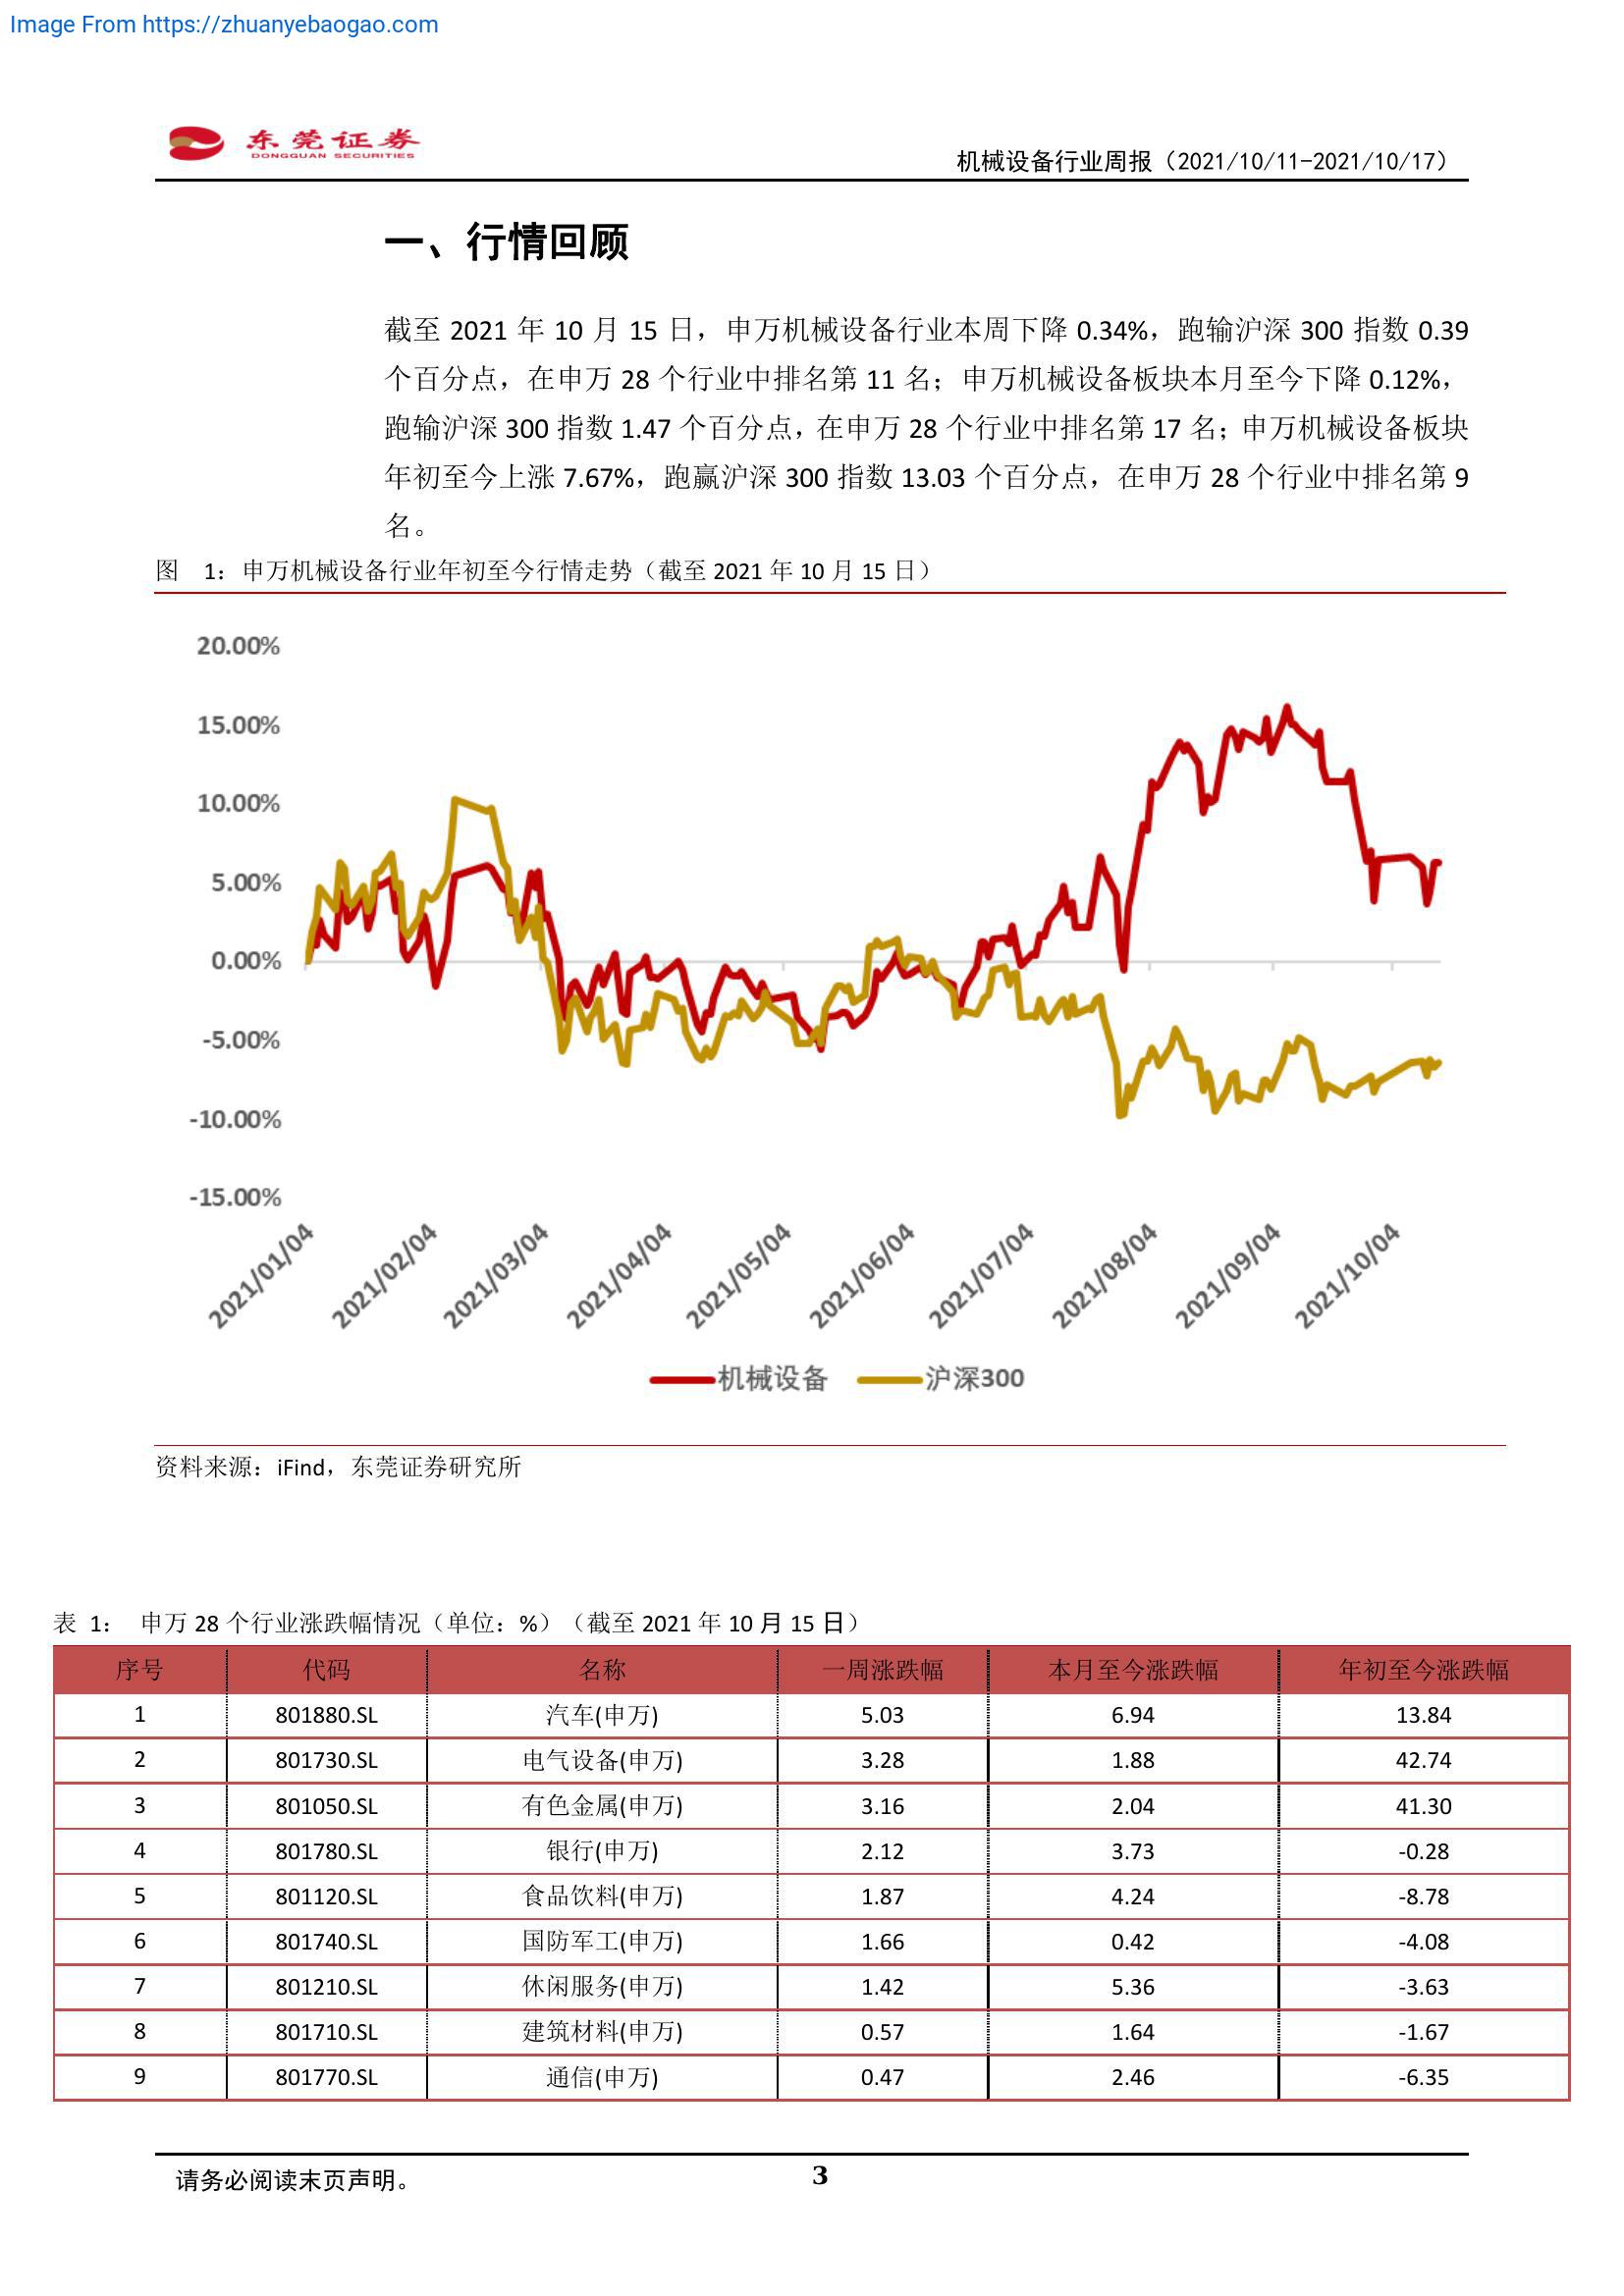 Image From https://zhuanyebaogao.com
东莞证券
DONGGUAN SECURITIES
机械设备行业周报（2021/10/11-2021/10/17）
一、行情回顾
截至 2021 年 10 月 15 日，申万机械设备行业本周下降 0.34%，跑输沪深 300 指数 0.39
个百分点，在申万 28 个行业中排名第 11 名；申万机械设备板块本月至今下降 0.12%，
跑输沪深 300 指数 1.47 个百分点，在申万 28 个行业中排名第 17 名；申万机械设备板块
年初至今上涨 7.67%，跑赢沪深 300 指数 13.03 个百分点，在申万 28 个行业中排名第 9
名。
图 1：申万机械设备行业年初至今行情走势（截至 2021 年 10 月 15 日）
20.00%
15.00%
10.00%
5.00%
0.00%
-5.00%
-10.00%
-15.00%
2021/01/04 2021/02/04 2021/03/04 2021/04/04 2021/05/04 2021/06/04 2021/07/04 2021/08/04 2021/09/04 2021/10/04
机械设备 沪深300
资料来源：iFind，东莞证券研究所
表 1： 申万 28 个行业涨跌幅情况（单位：%）（截至 2021 年 10 月 15 日）
序号 代码 名称 一周涨跌幅 本月至今涨跌幅 年初至今涨跌幅
1 801880.SL 汽车(申万) 5.03 6.94 13.84
2 801730.SL 电气设备(申万) 3.28 1.88 42.74
3 801050.SL 有色金属(申万) 3.16 2.04 41.30
4 801780.SL 银行(申万) 2.12 3.73 -0.28
5 801120.SL 食品饮料(申万) 1.87 4.24 -8.78
6 801740.SL 国防军工(申万) 1.66 0.42 -4.08
7 801210.SL 休闲服务(申万) 1.42 5.36 -3.63
8 801710.SL 建筑材料(申万) 0.57 1.64 -1.67
9 801770.SL 通信(申万) 0.47 2.46 -6.35
请务必阅读末页声明。
3